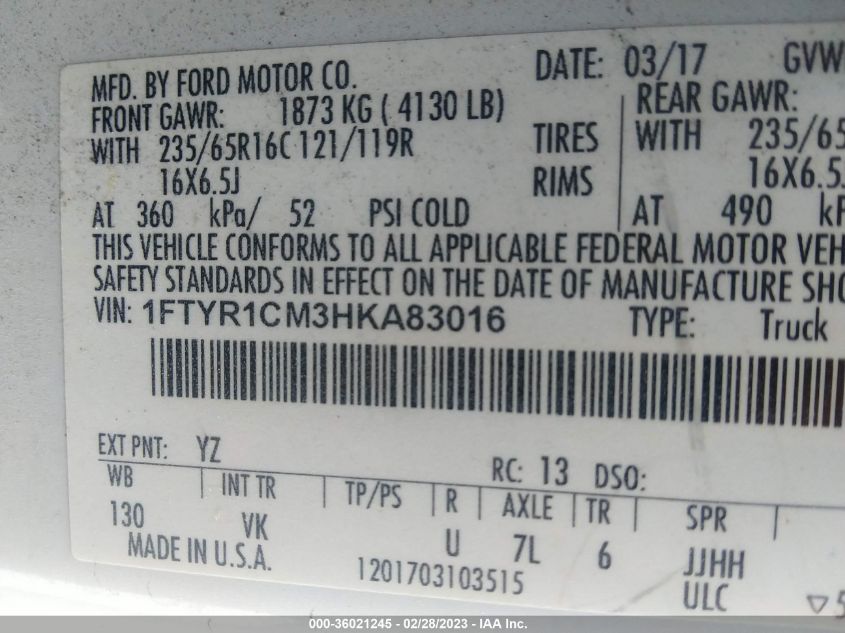 MFD. BY FORD MOTOR CO. DATE: 03/17 GVW
FRONT GAWR: 1873 KG ( 4130 LB) REAR GAWR:
WITH 235/65R16C 121/119R TIRES WITH 235/65
16X6.5J RIMS 16X6.5J
AT 360 kPa/ 52 PSI COLD AT 490 kP
THIS VEHICLE CONFORMS TO ALL APPLICABLE FEDERAL MOTOR VEH
SAFETY STANDARDS IN EFFECT ON THE DATE OF MANUFACTURE SHO
VIN: 1FTYR1CM3HKA83016 TYPE: Truck
EXT PNT: YZ RC: 13 DSO:
WB INT TR TP/PS R AXLE TR SPR
130 VK U 7L 6 JJHH
MADE IN U.S.A. 1201703103515 ULC 5
000-36021245 - 02/28/2023 - IAA Inc.